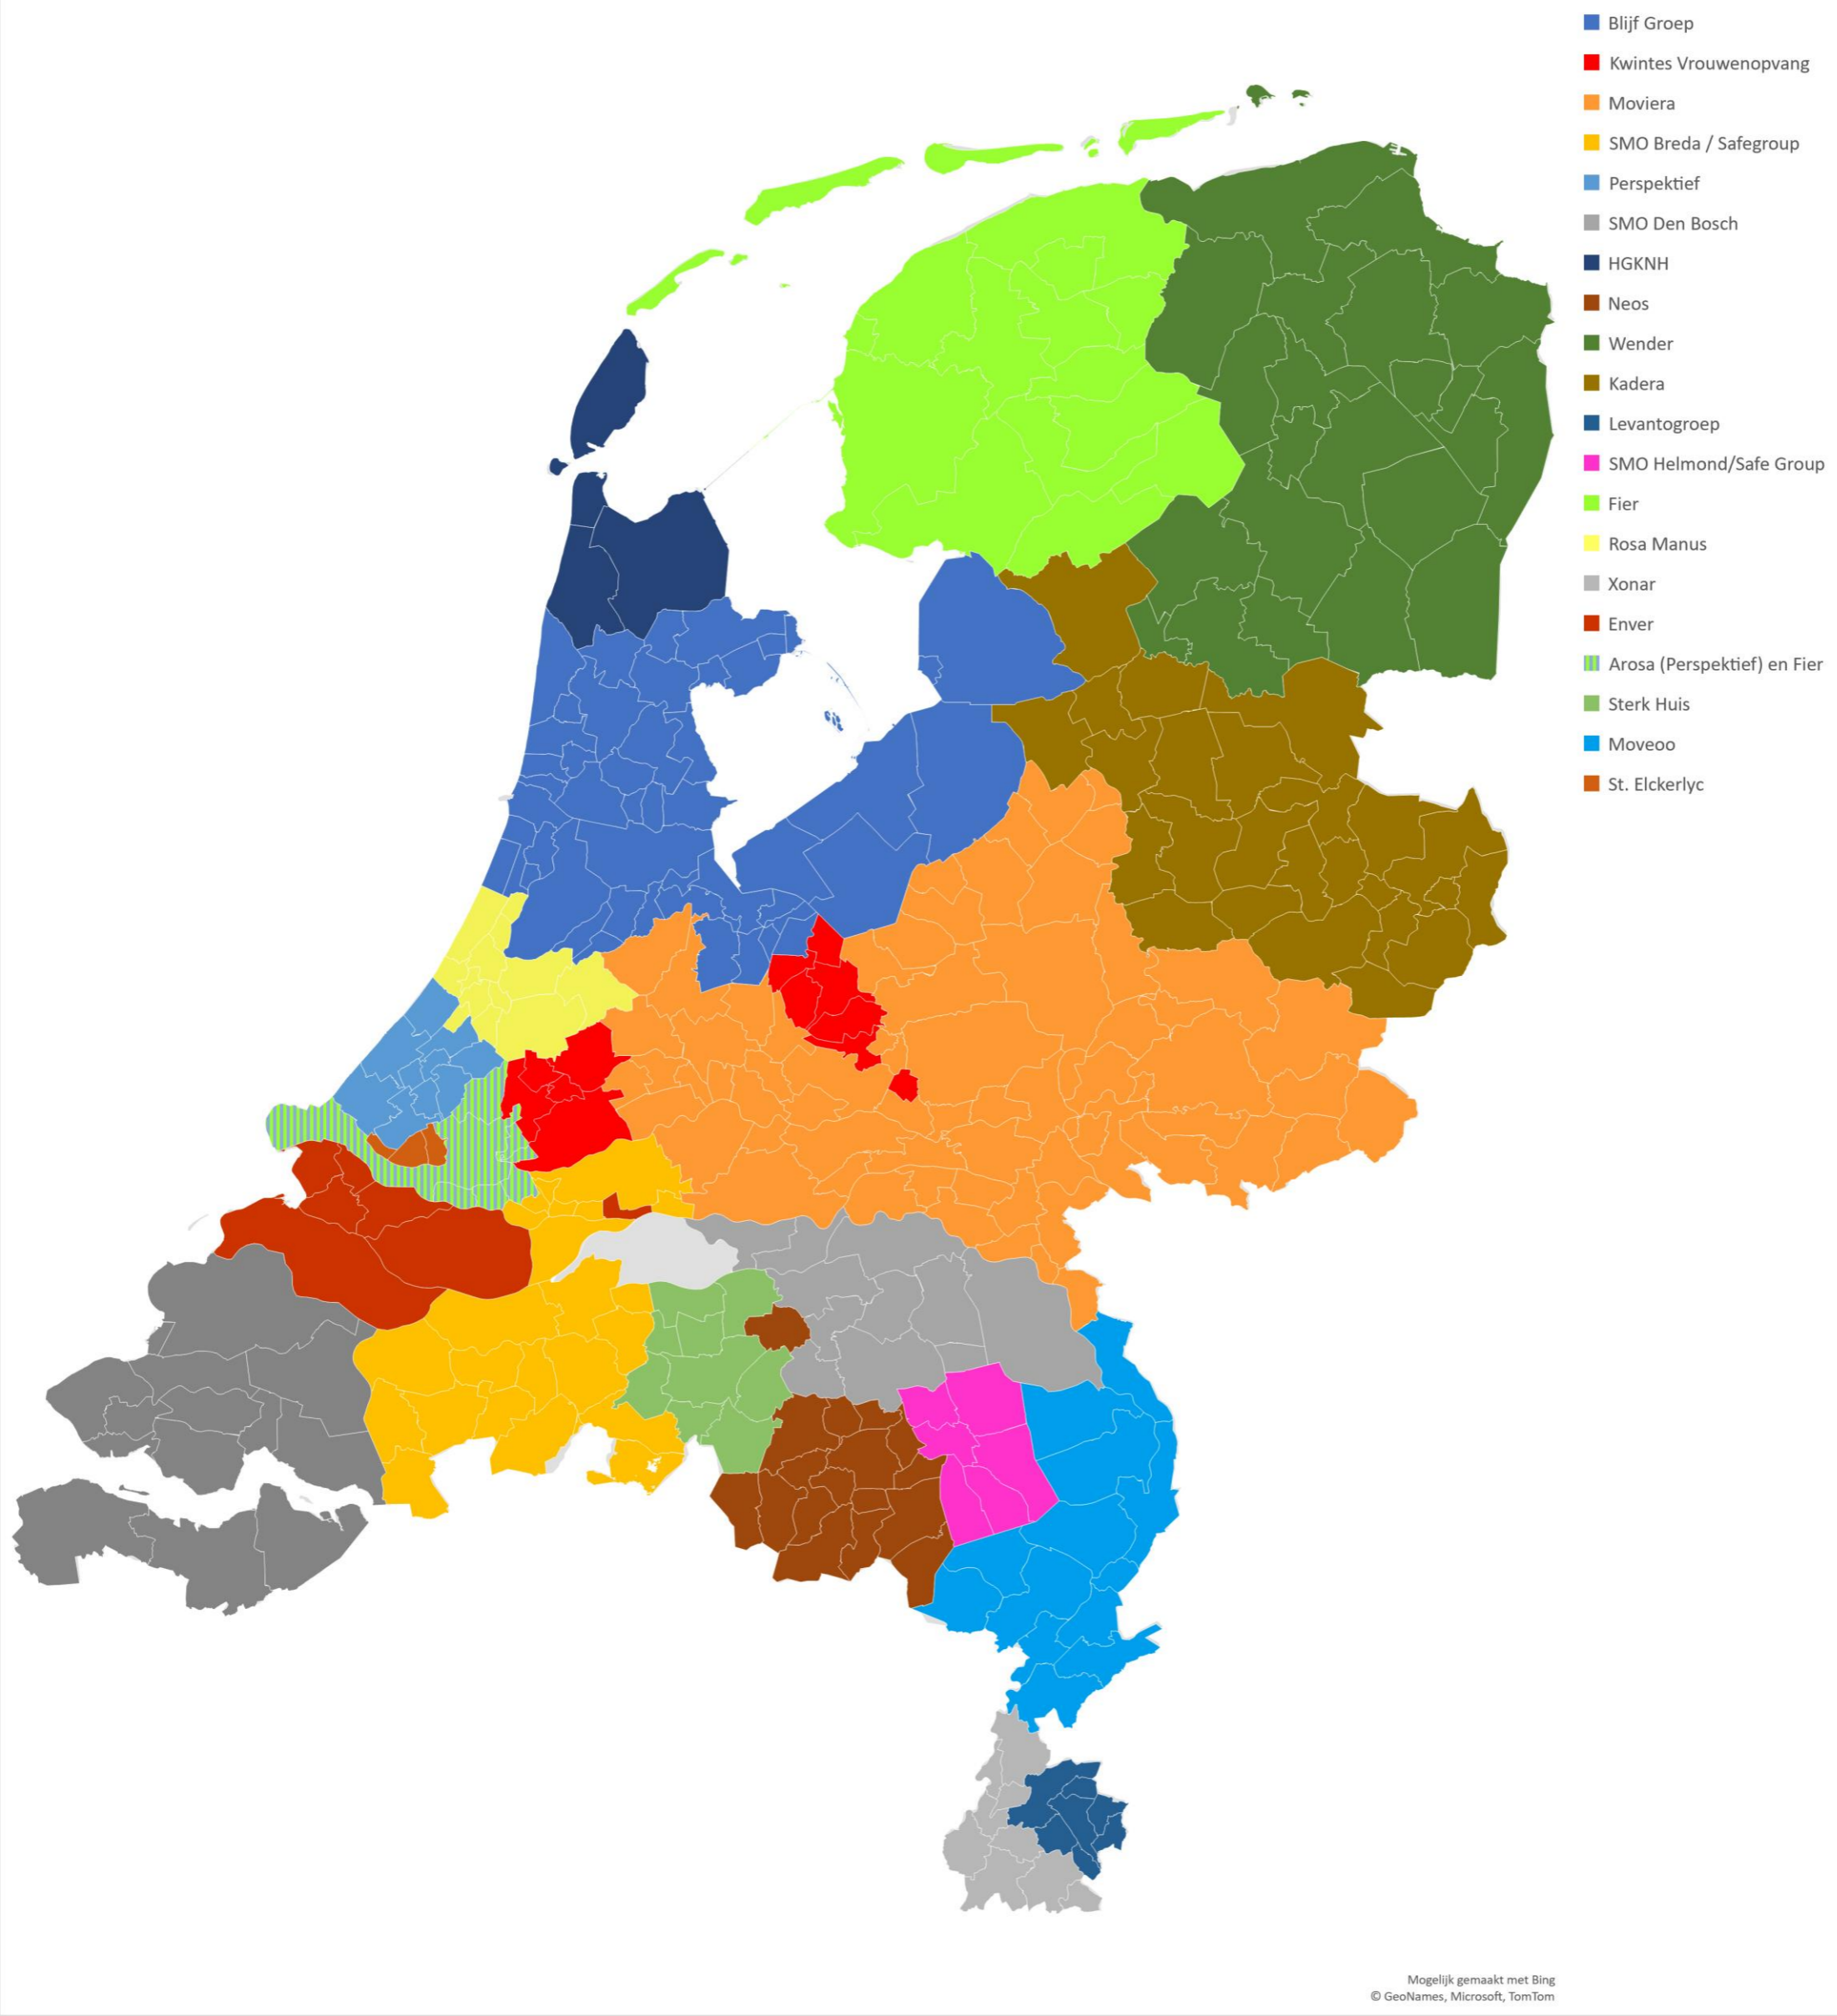 Blijf Groep
Kwintes Vrouwenopvang
Moviera
SMO Breda / Safegroup
Perspektief
SMO Den Bosch
HGKNH
Neos
Wender
Kadera
Levantogroep
SMO Helmond/Safe Group
Fier
Rosa Manus
Xonar
Enver
Arosa (Perspektief) en Fier
Sterk Huis
Moveoo
St. Elckerlyc
Mogelijk gemaakt met Bing
© GeoNames, Microsoft, TomTom